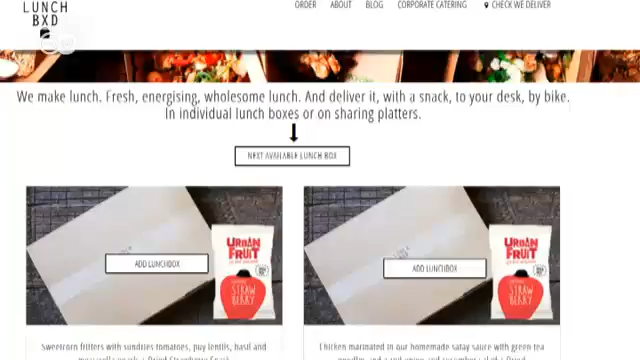 LUNCH
BXD
ORDER ABOUT BLOG CORPORATE CATERING CHECK WE DELIVER
We make lunch. Fresh, energising, wholesome lunch. And deliver it, with a snack, to your desk, by bike.
In individual lunch boxes or on sharing platters.
NEXT AVAILABLE LUNCH BOX
ADD LUNCHBOX
URBAN
FRUIT
STRAW
BERRY
ADD LUNCHBOX
URBAN
FRUIT
STRAW
BERRY
Sweetcorn fritters with sundries tomatoes, puy lentils, basil and
Chicken marinated in our homemade satay sauce with green tea